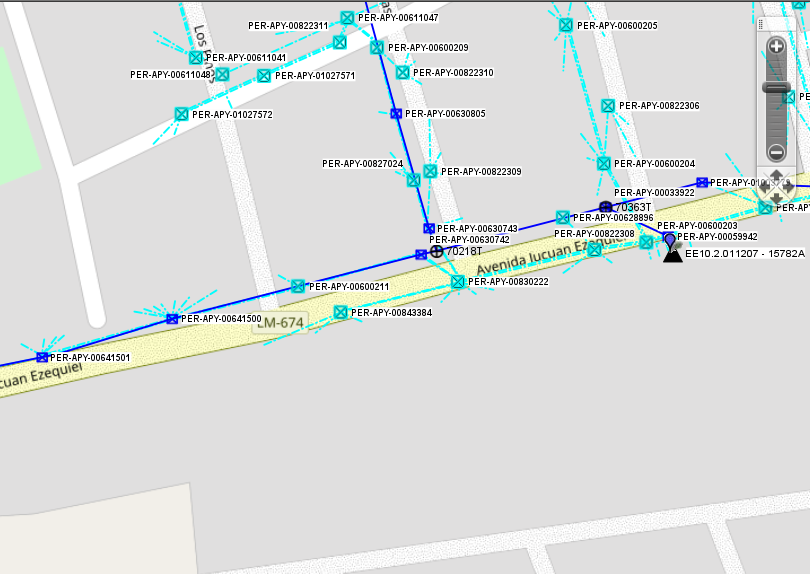 PER-APY-00611047
PER-APY-00822311
PER-APY-00600205
Los
PER-APY-00600209
PER-APY-00611041
PER-APY-00611048
PER-APY-01027571
PER-APY-00822310
PER-APY-00822306
PER-APY-01027572
PER-APY-00630805
PER-APY-00827024
PER-APY-00822309
PER-APY-00600204
PER-APY-00033922
70363T
PER-APY-00628896
PER-APY-00630743
PER-APY-00600203
PER-APY-00822308
PER-APY-00059942
PER-APY-00630742
70218T
EE10.2.011207 - 15782A
Avenida Iucuan Ezequiel
PER-APY-00600211
PER-APY-00830222
PER-APY-00641500
LM-674
PER-APY-00843384
PER-APY-00641501
cuan Ezequiel